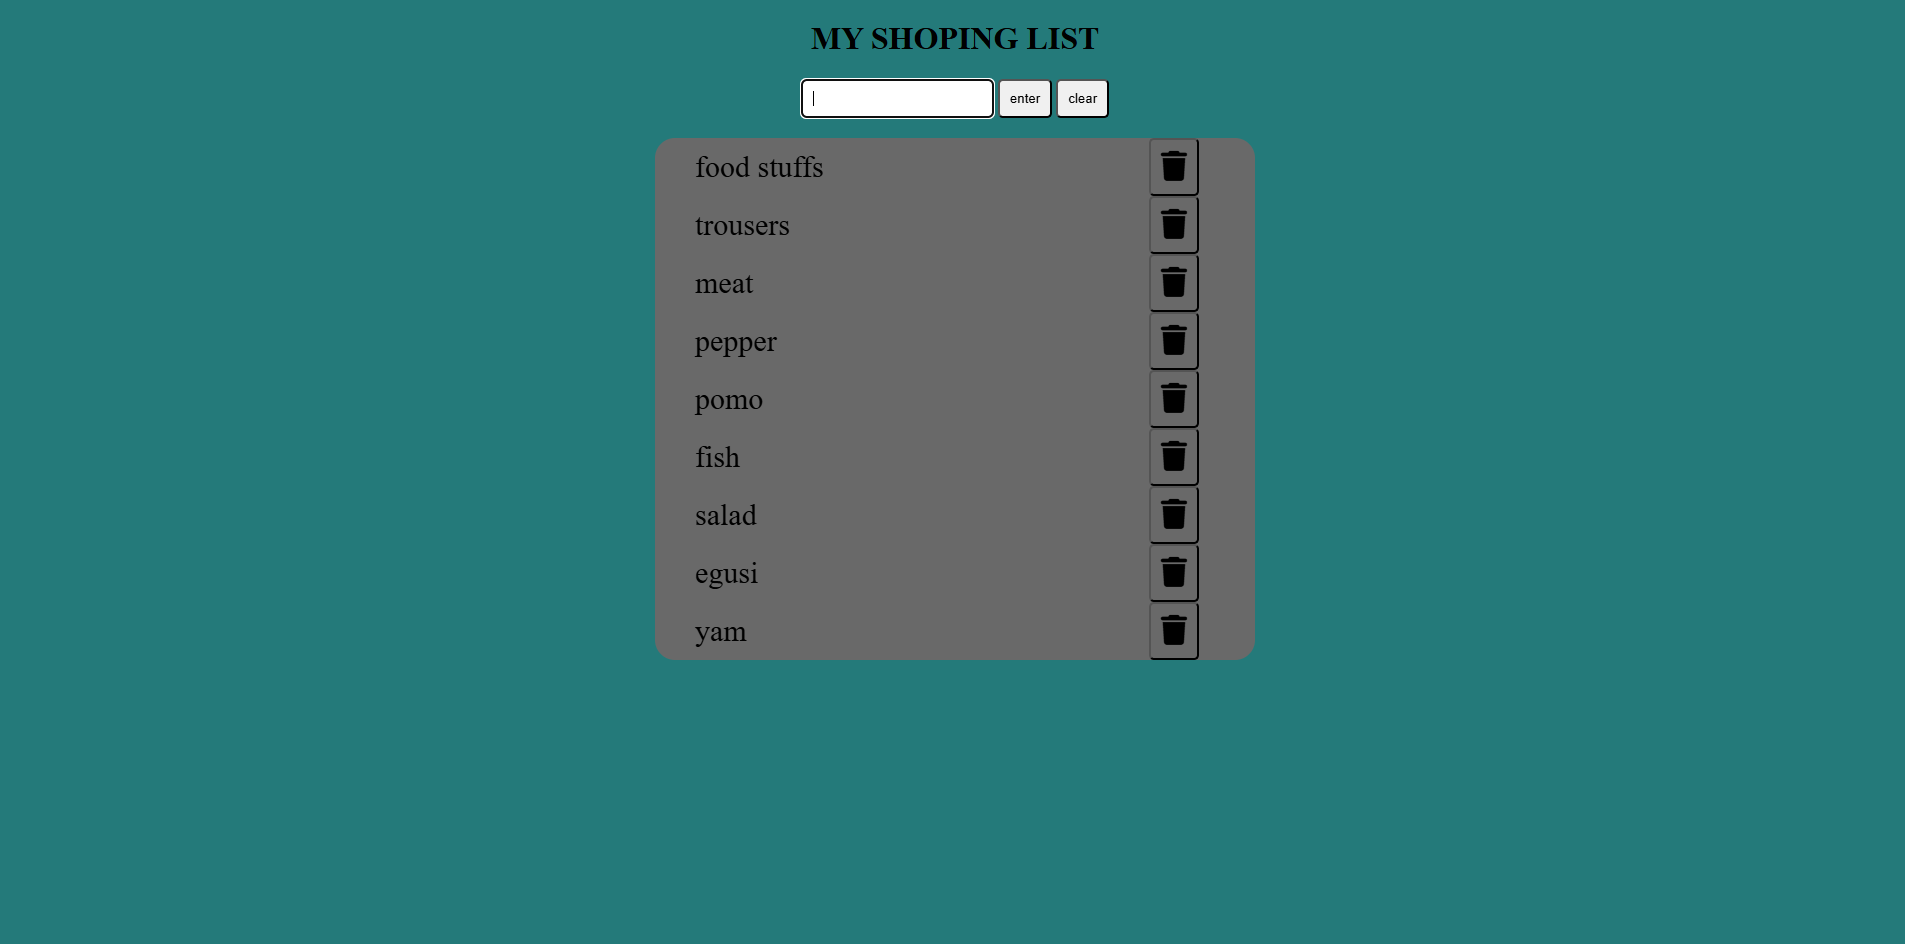 MY SHOPING LIST
enter clear
food stuffs
trousers
meat
pepper
pomo
fish
salad
egusi
yam